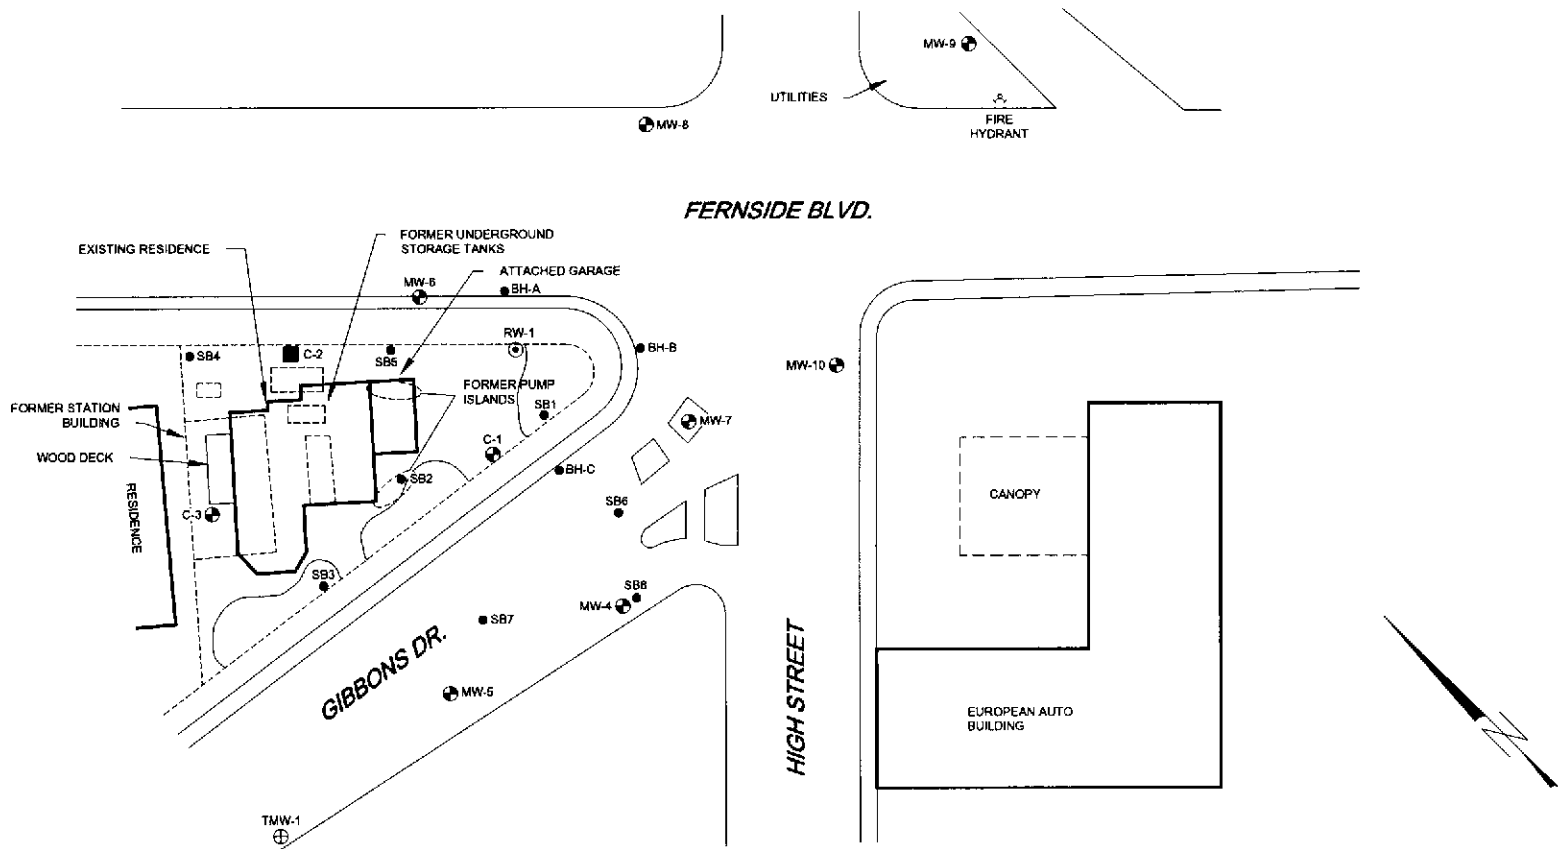 MW-9
UTILITIES
FIRE
HYDRANT
MW-8
FERNSIDE BLVD.
EXISTING RESIDENCE
FORMER UNDERGROUND
STORAGE TANKS
ATTACHED GARAGE
MW-6
BH-A
RW-1
SB4
C-2
SB5
BH-B
MW-10
FORMER PUMP
ISLANDS
FORMER STATION
BUILDING
SB1
MW-7
WOOD DECK
C-1
BH-C
SB2
RESIDENCE
C-3
SB6
CANOPY
SB3
MW-4
SB8
SB7
GIBBONS DR.
MW-5
HIGH STREET
EUROPEAN AUTO
BUILDING
TMW-1
N